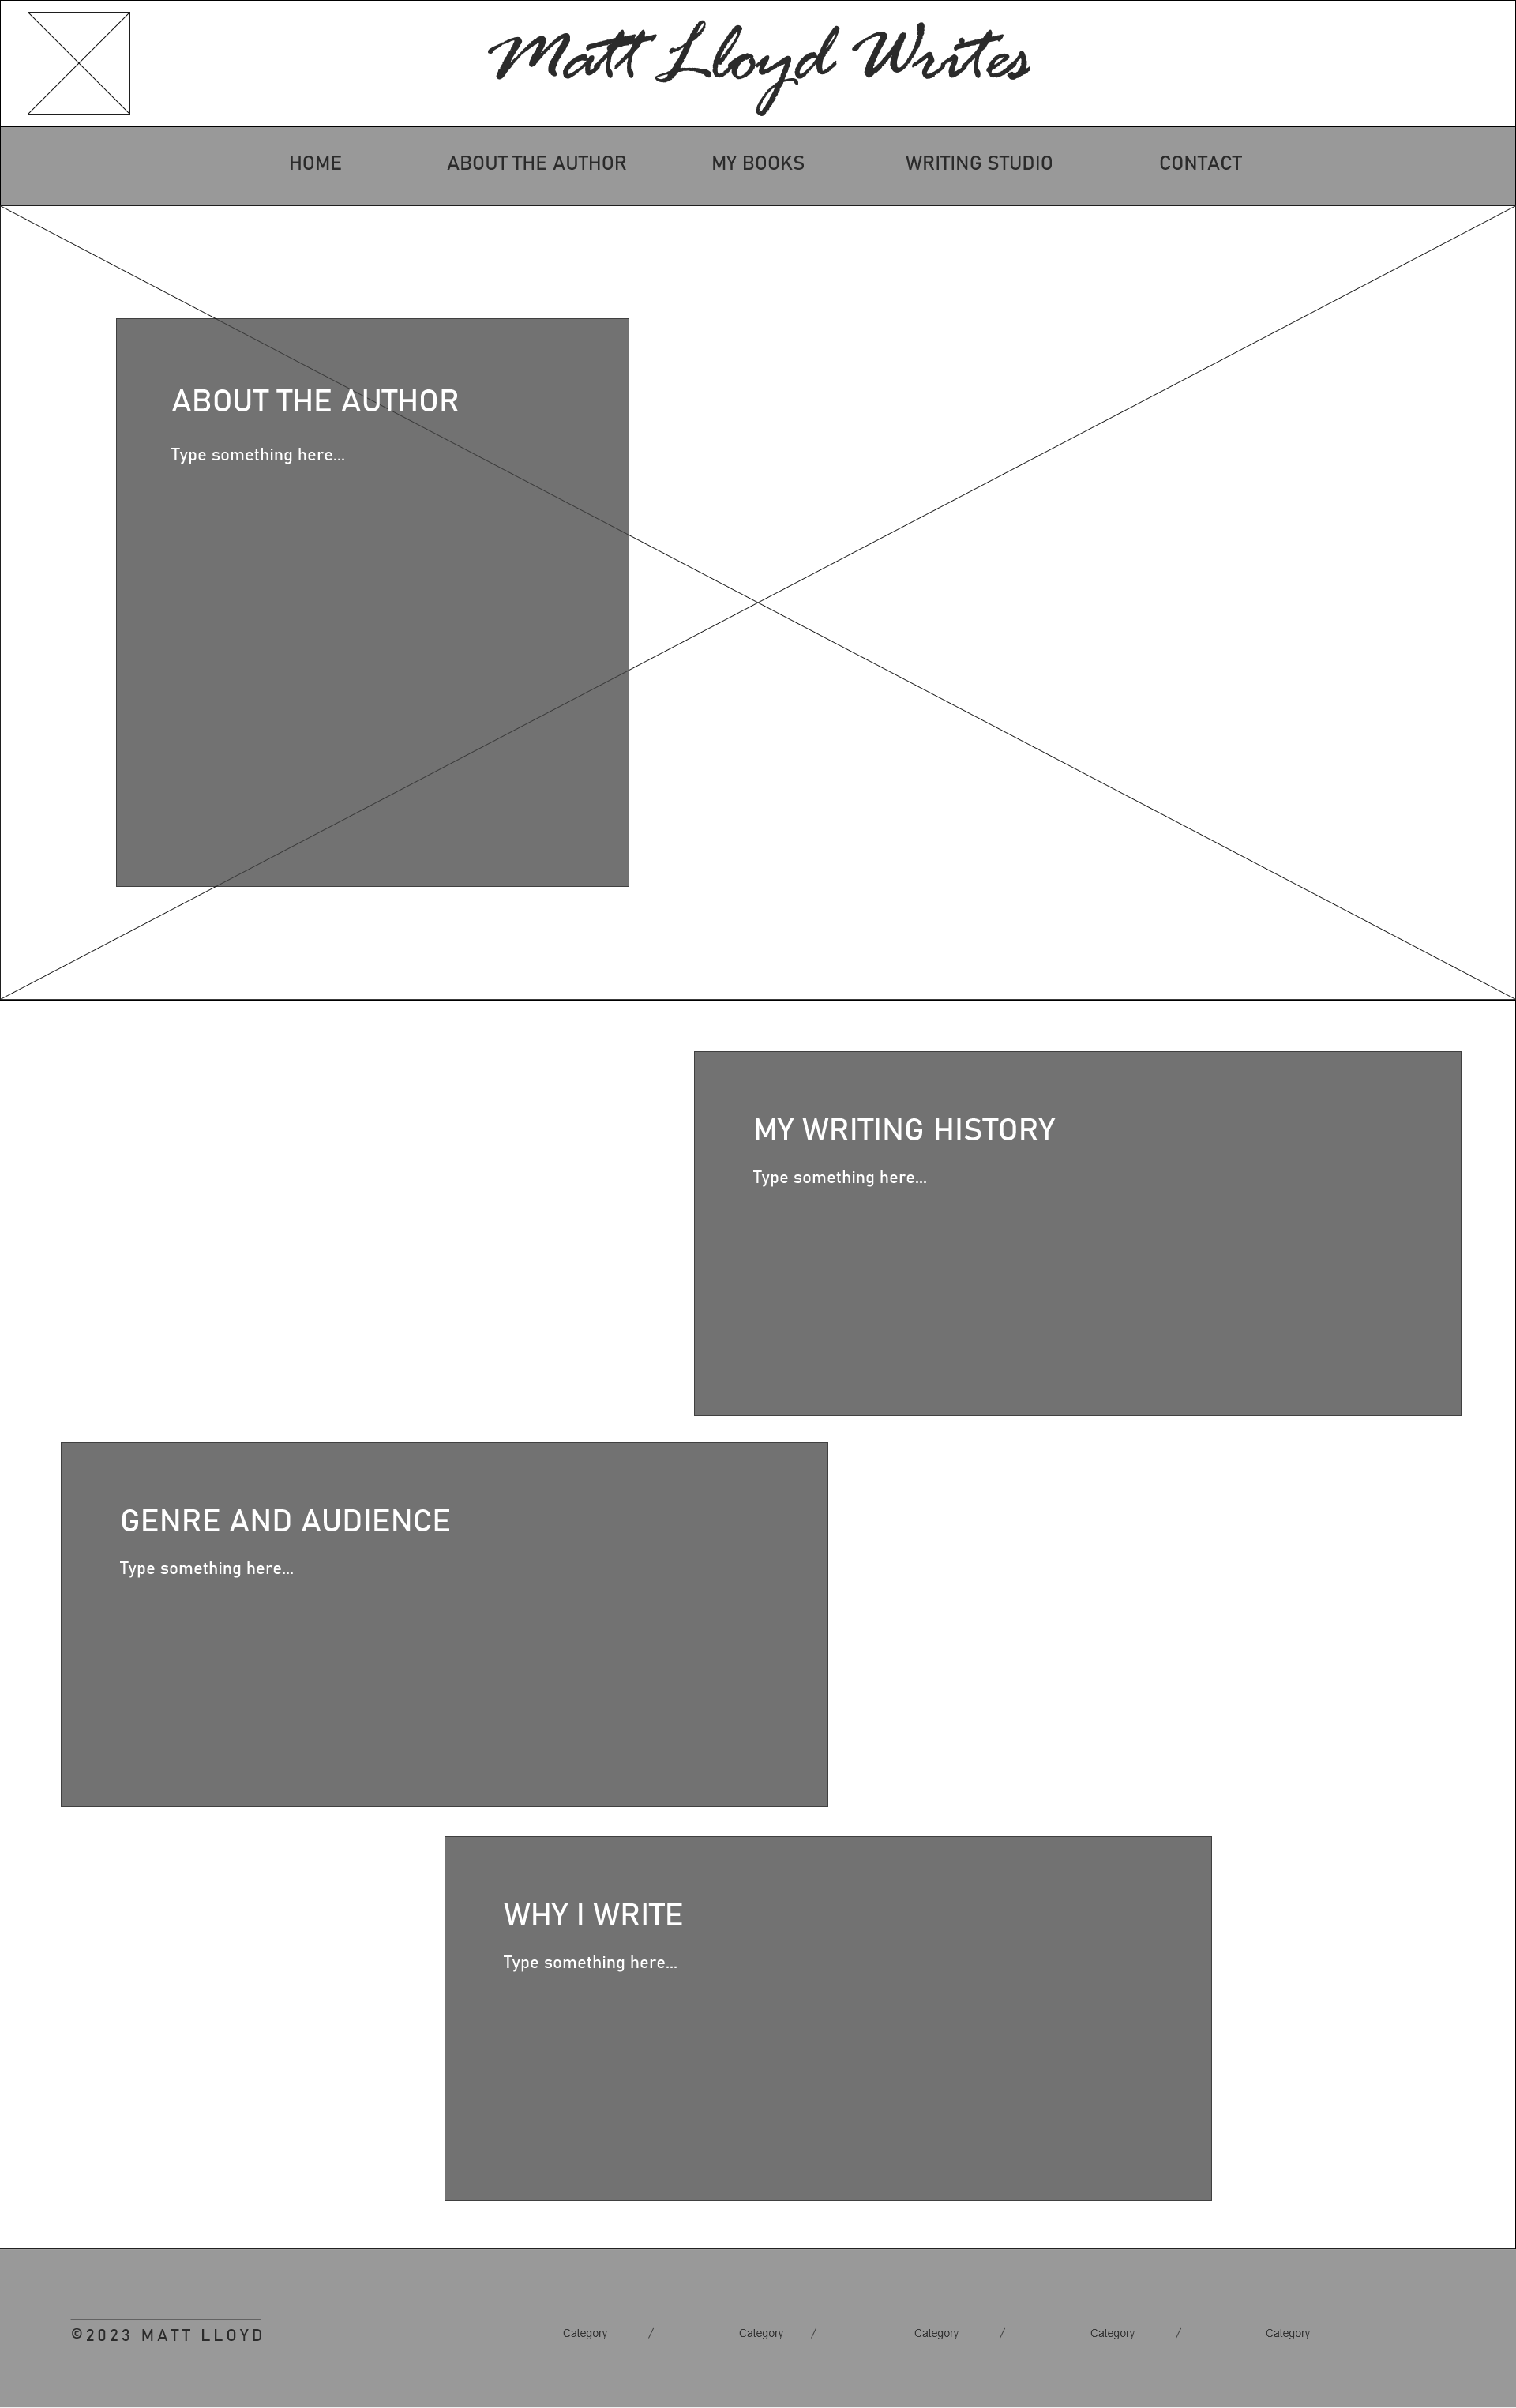 Matt Lloyd Writes
HOME ABOUT THE AUTHOR MY BOOKS WRITING STUDIO CONTACT
ABOUT THE AUTHOR
Type something here...
MY WRITING HISTORY
Type something here...
GENRE AND AUDIENCE
Type something here...
WHY I WRITE
Type something here...
©2023 MATT LLOYD
Category / Category / Category / Category / Category